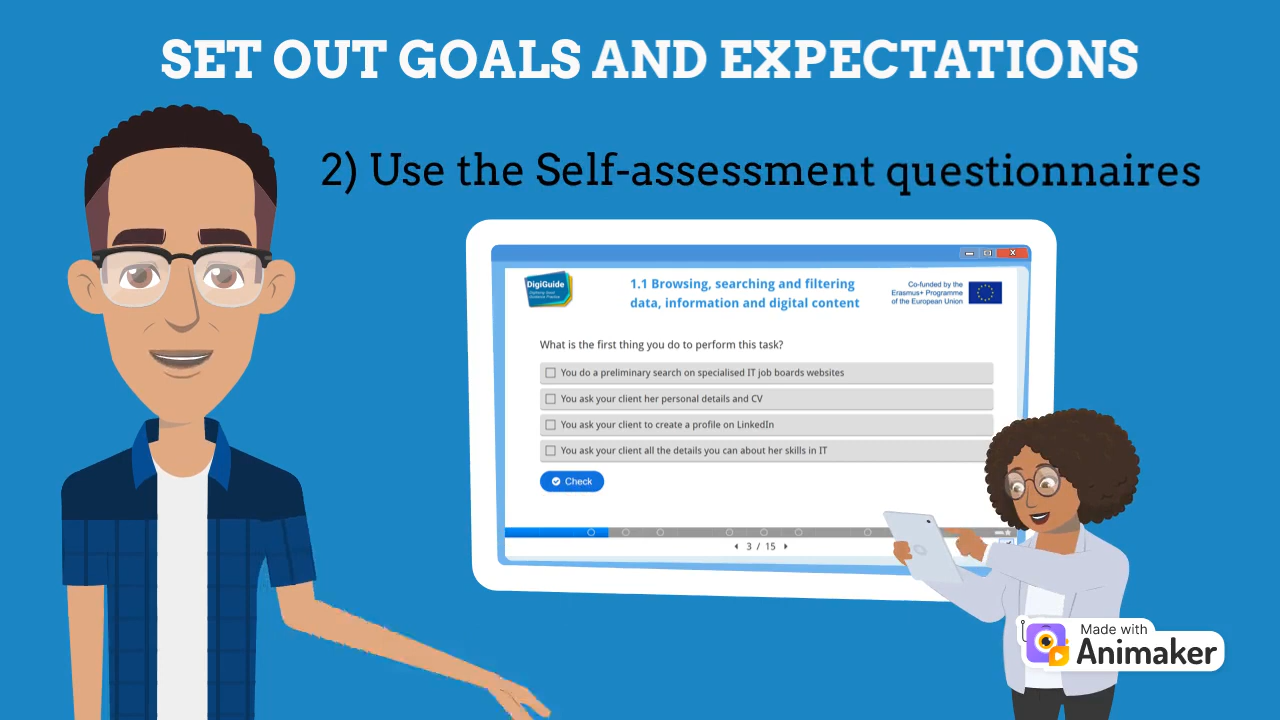 SET OUT GOALS AND EXPECTATIONS
2) Use the Self-assessment questionnaires
DigiGuide
1.1 Browsing, searching and filtering
data, information and digital content
Co-funded by the
Erasmus+ Programme
of the European Union
What is the first thing you do to perform this task?
You do a preliminary search on specialised IT job boards websites
You ask your client her personal details and CV
You ask your client to create a profile on LinkedIn
You ask your client all the details you can about her skills in IT
Check
3 / 15
Made with
Animaker